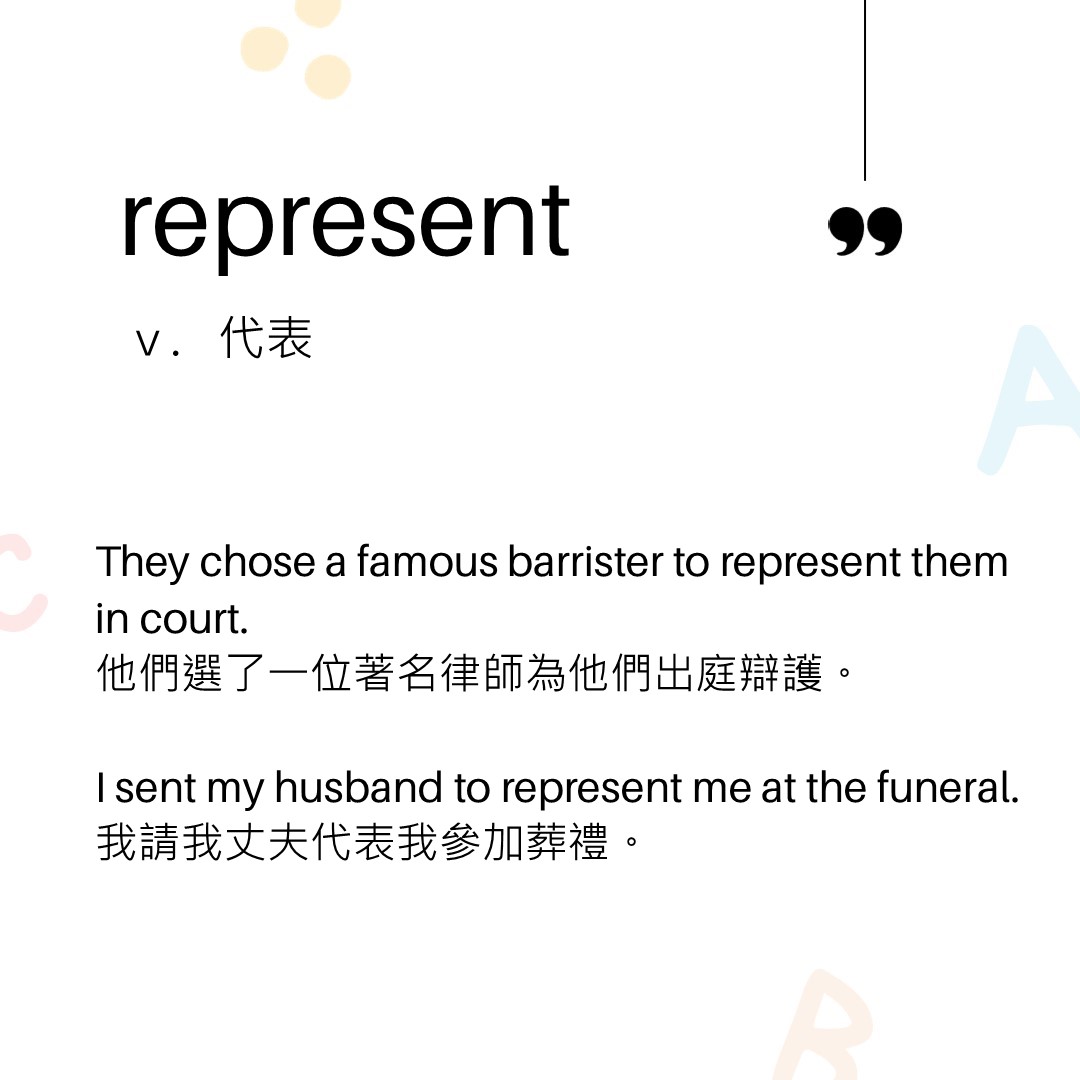 represent
”
v. 代表
They chose a famous barrister to represent them
in court.
他們選了一位著名律師為他們出庭辯護。
I sent my husband to represent me at the funeral.
我請我丈夫代表我參加葬禮。
A
C
B